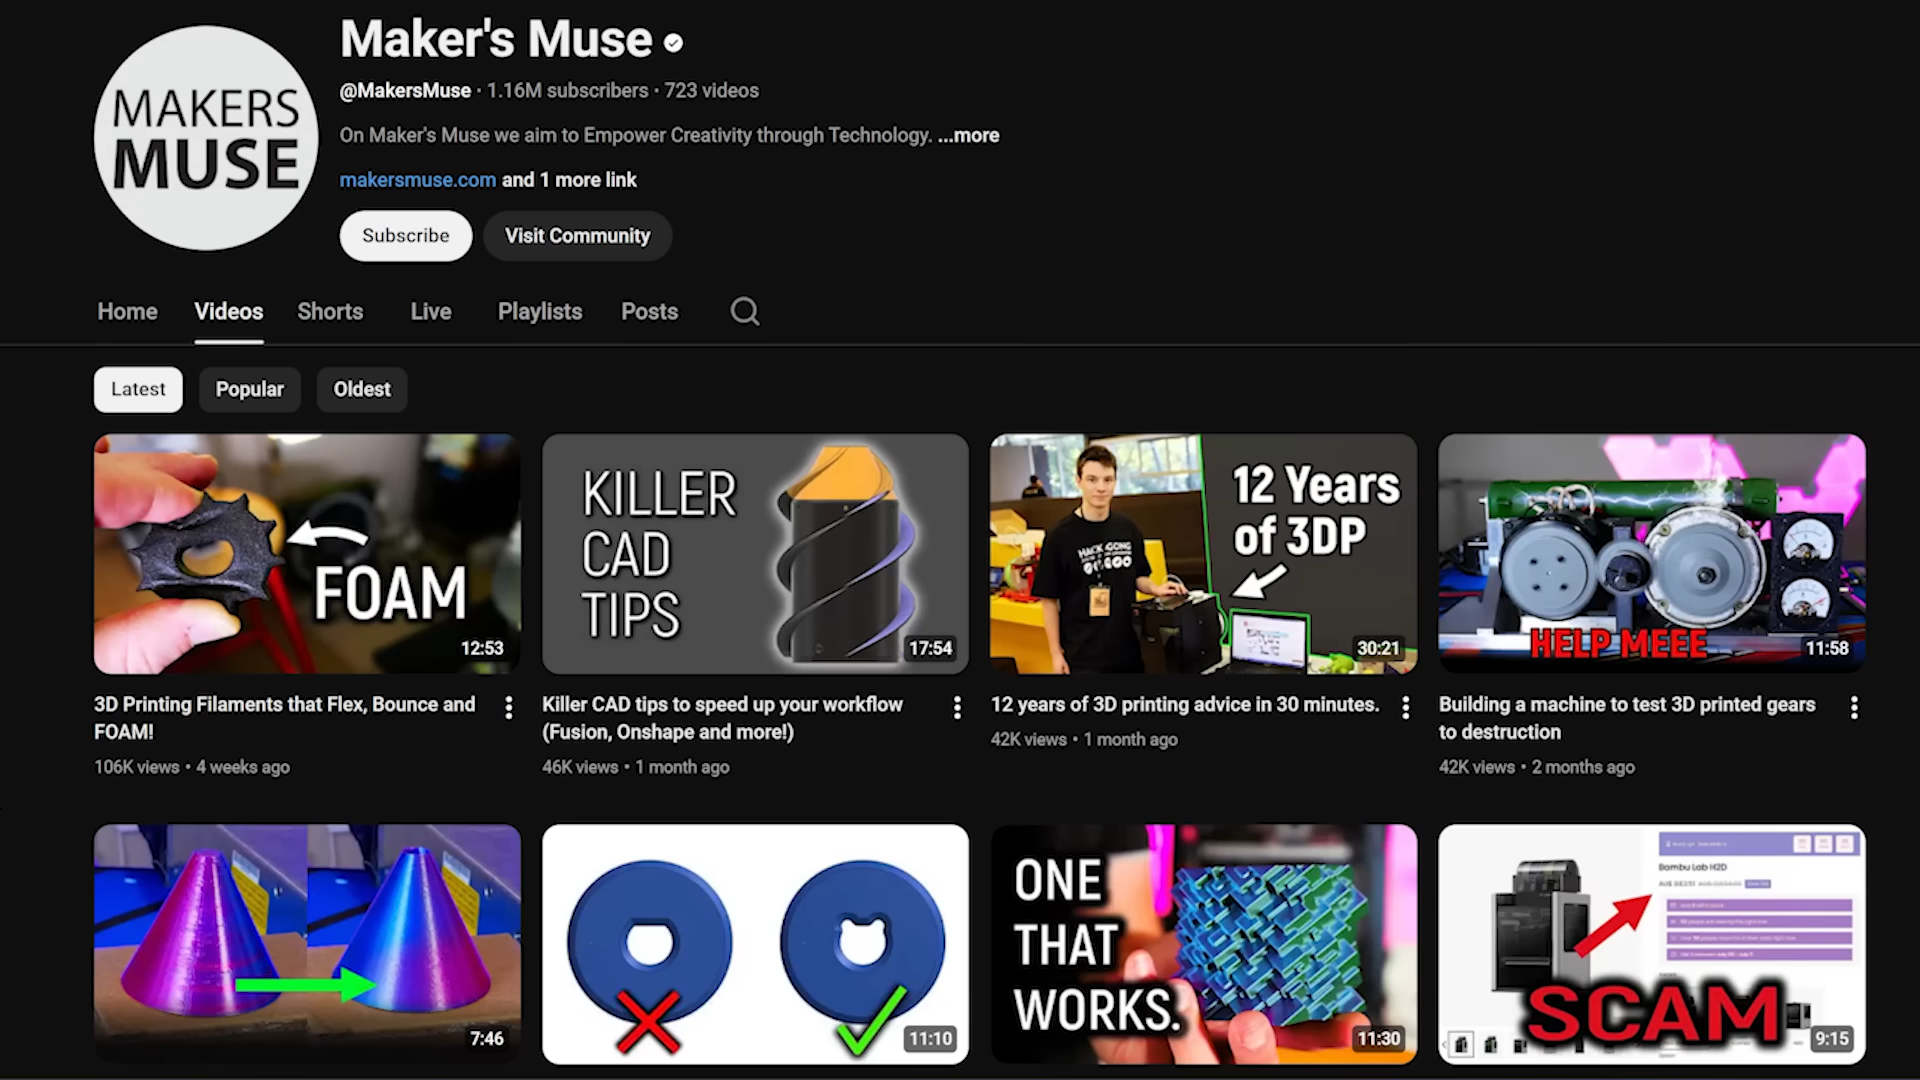 MAKERS
MUSE
Maker's Muse
@MakersMuse · 1.16M subscribers · 723 videos
On Maker's Muse we aim to Empower Creativity through Technology. ...more
makersmuse.com and 1 more link
Subscribe
Visit Community
Home
Videos
Shorts
Live
Playlists
Posts
Latest
Popular
Oldest
FOAM
12:53
3D Printing Filaments that Flex, Bounce and
FOAM!
106K views • 4 weeks ago
KILLER
CAD
TIPS
17:54
Killer CAD tips to speed up your workflow
(Fusion, Onshape and more!)
46K views • 1 month ago
12 Years
of 3DP
HACK
30:21
12 years of 3D printing advice in 30 minutes.
42K views • 1 month ago
HELP MEEE
11:58
Building a machine to test 3D printed gears
to destruction
42K views • 2 months ago
7:46
11:10
ONE
THAT
WORKS.
11:30
Bambu Lab H2D
SCAM
9:15